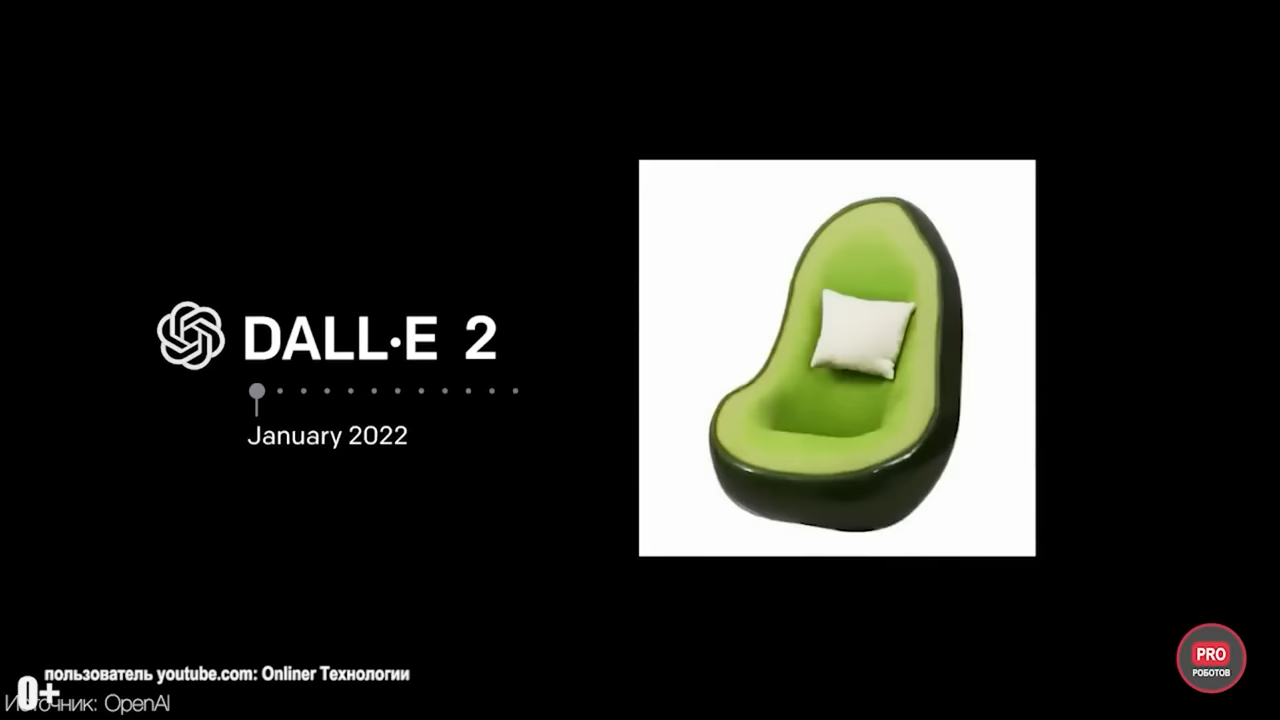 DALL·E 2
January 2022
PRO
РОБОТОВ
пользователь youtube.com: Onliner Технологии
0+
Источник: OpenAI